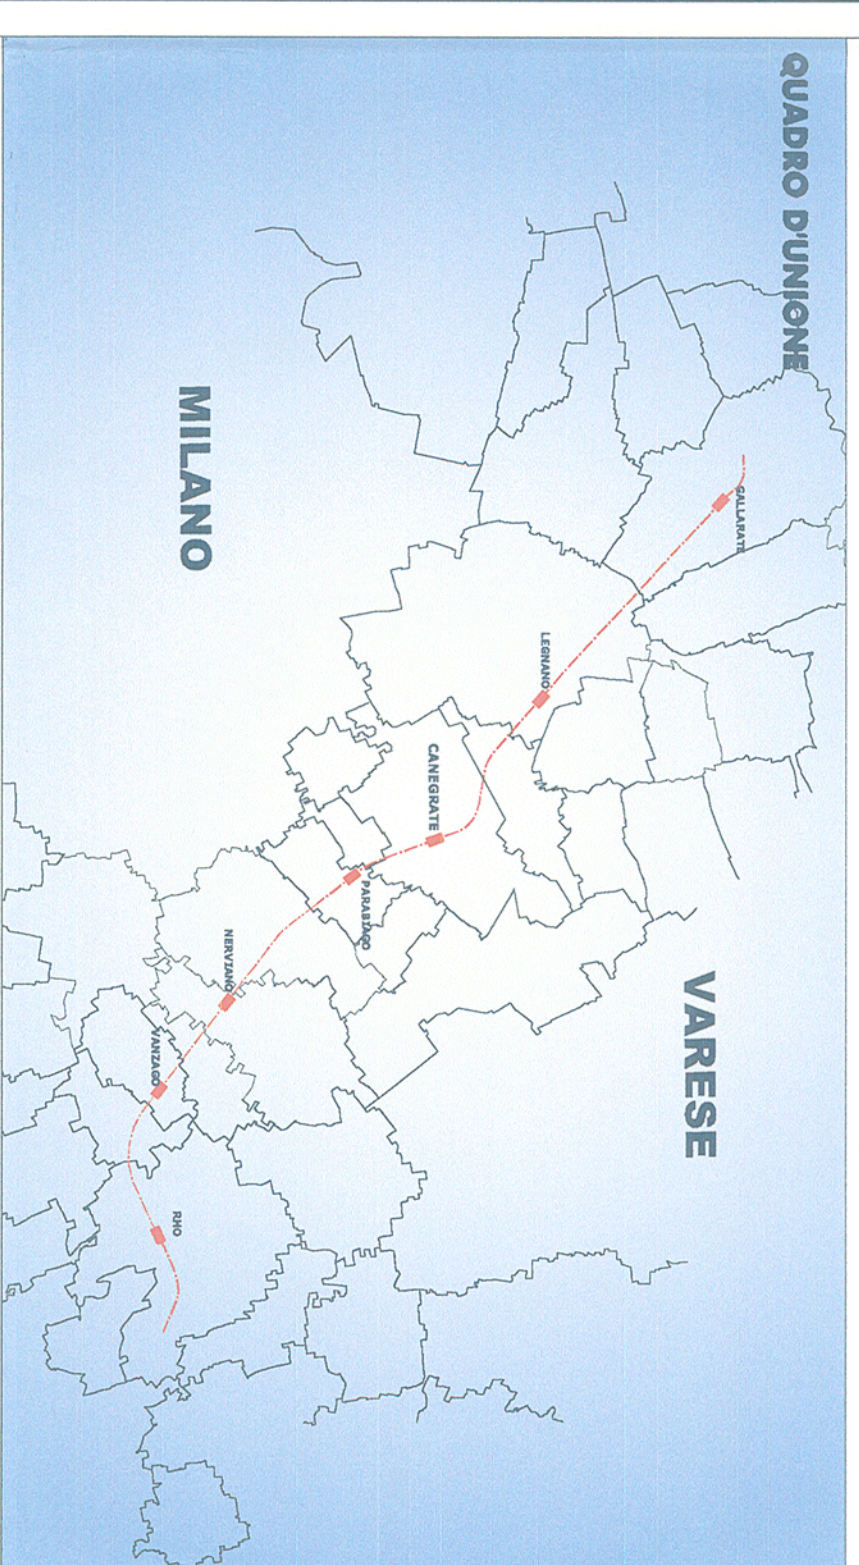 QUADRO D'UNIONE
GALLARATE
LEGNANO
VARESE
CANEGRATE
MILANO
PARABIAGO
NERVIANO
VANZAGO
RHO